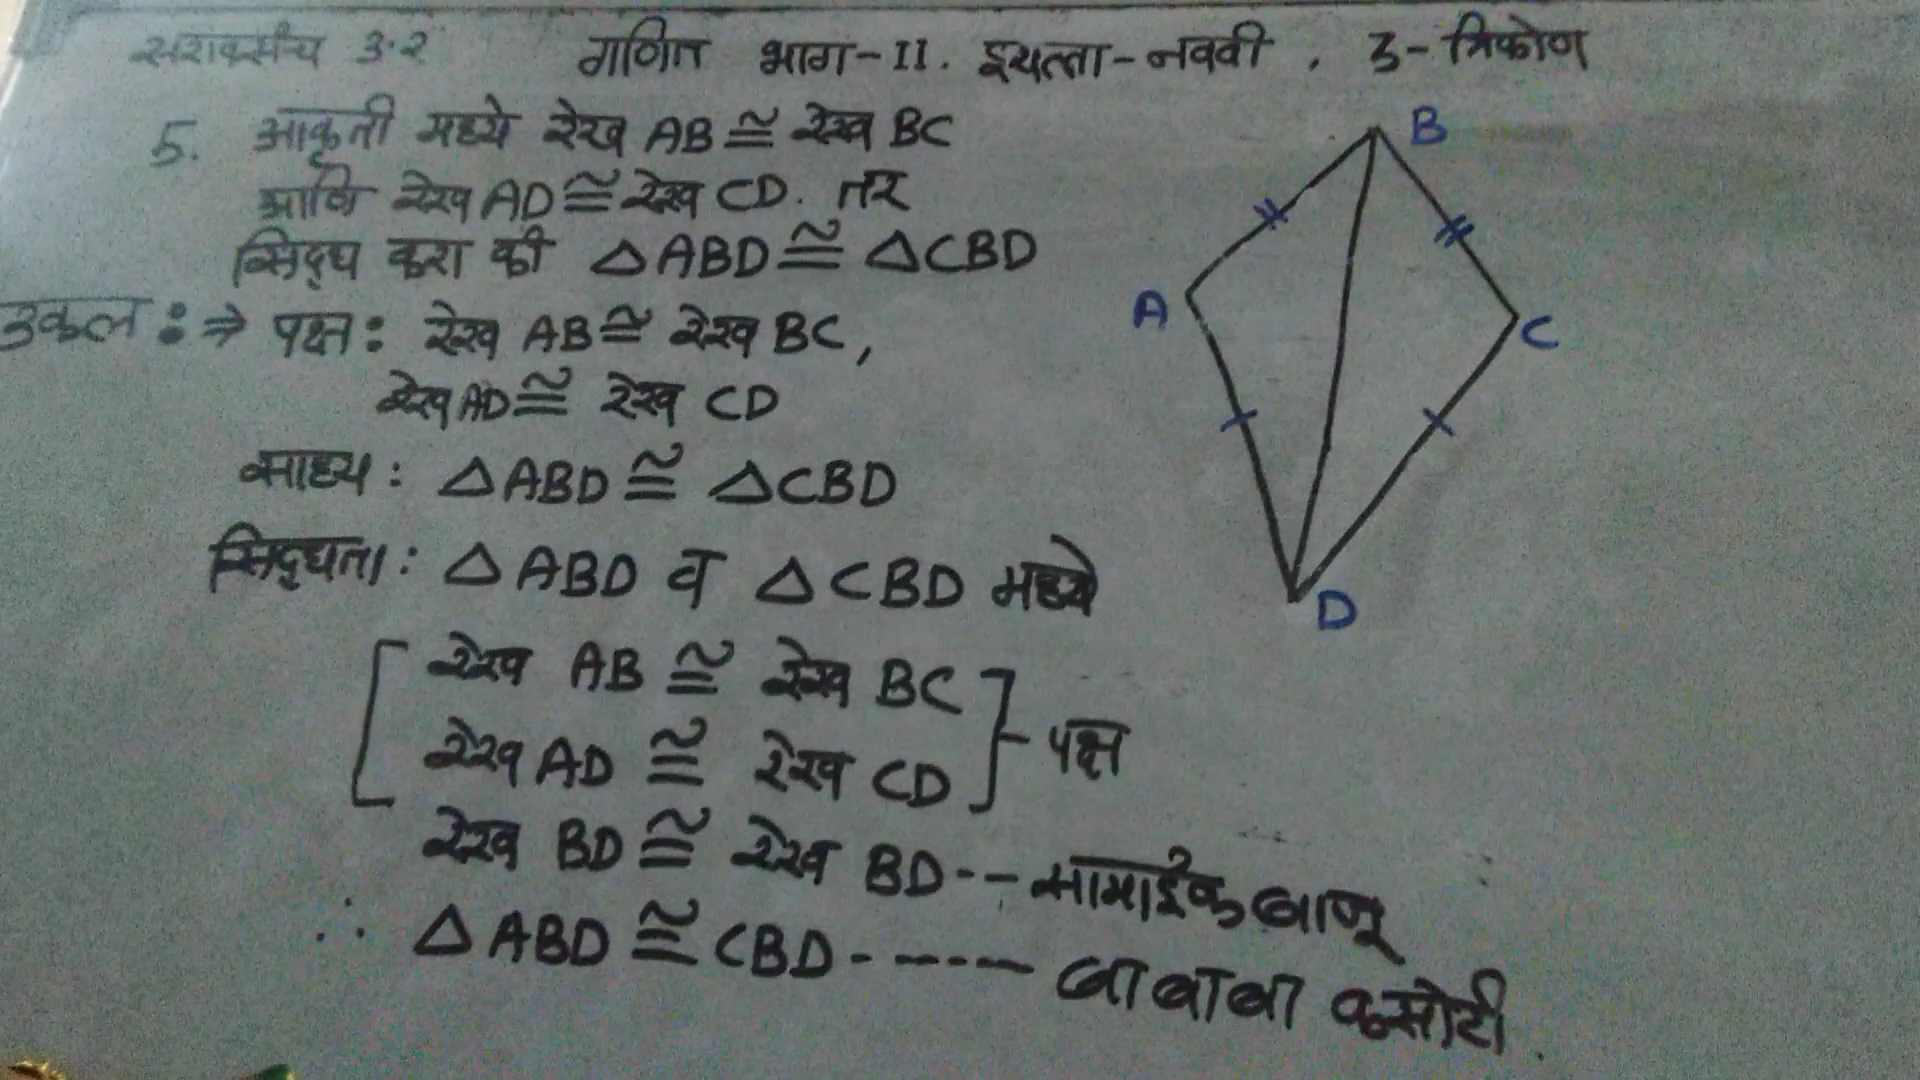 सरावसंच 3.2 गणित भाग-II. इयत्ता-नववी. 3-त्रिकोण
5. आकृती मध्ये रेख AB ≅ रेख BC
आणि रेख AD ≅ रेख CD. तर
सिद्ध करा की △ABD ≅ △CBD
उकल : ⇒ पक्ष : रेख AB ≅ रेख BC,
रेख AD ≅ रेख CD
साध्य : △ABD ≅ △CBD
सिद्धता : △ABD व △CBD मध्ये
[ रेख AB ≅ रेख BC
रेख AD ≅ रेख CD ] - पक्ष
रेख BD ≅ रेख BD -- सामाईक बाजू
∴ △ABD ≅ CBD ----- बा बा बा कसोटी.
B
A
C
D